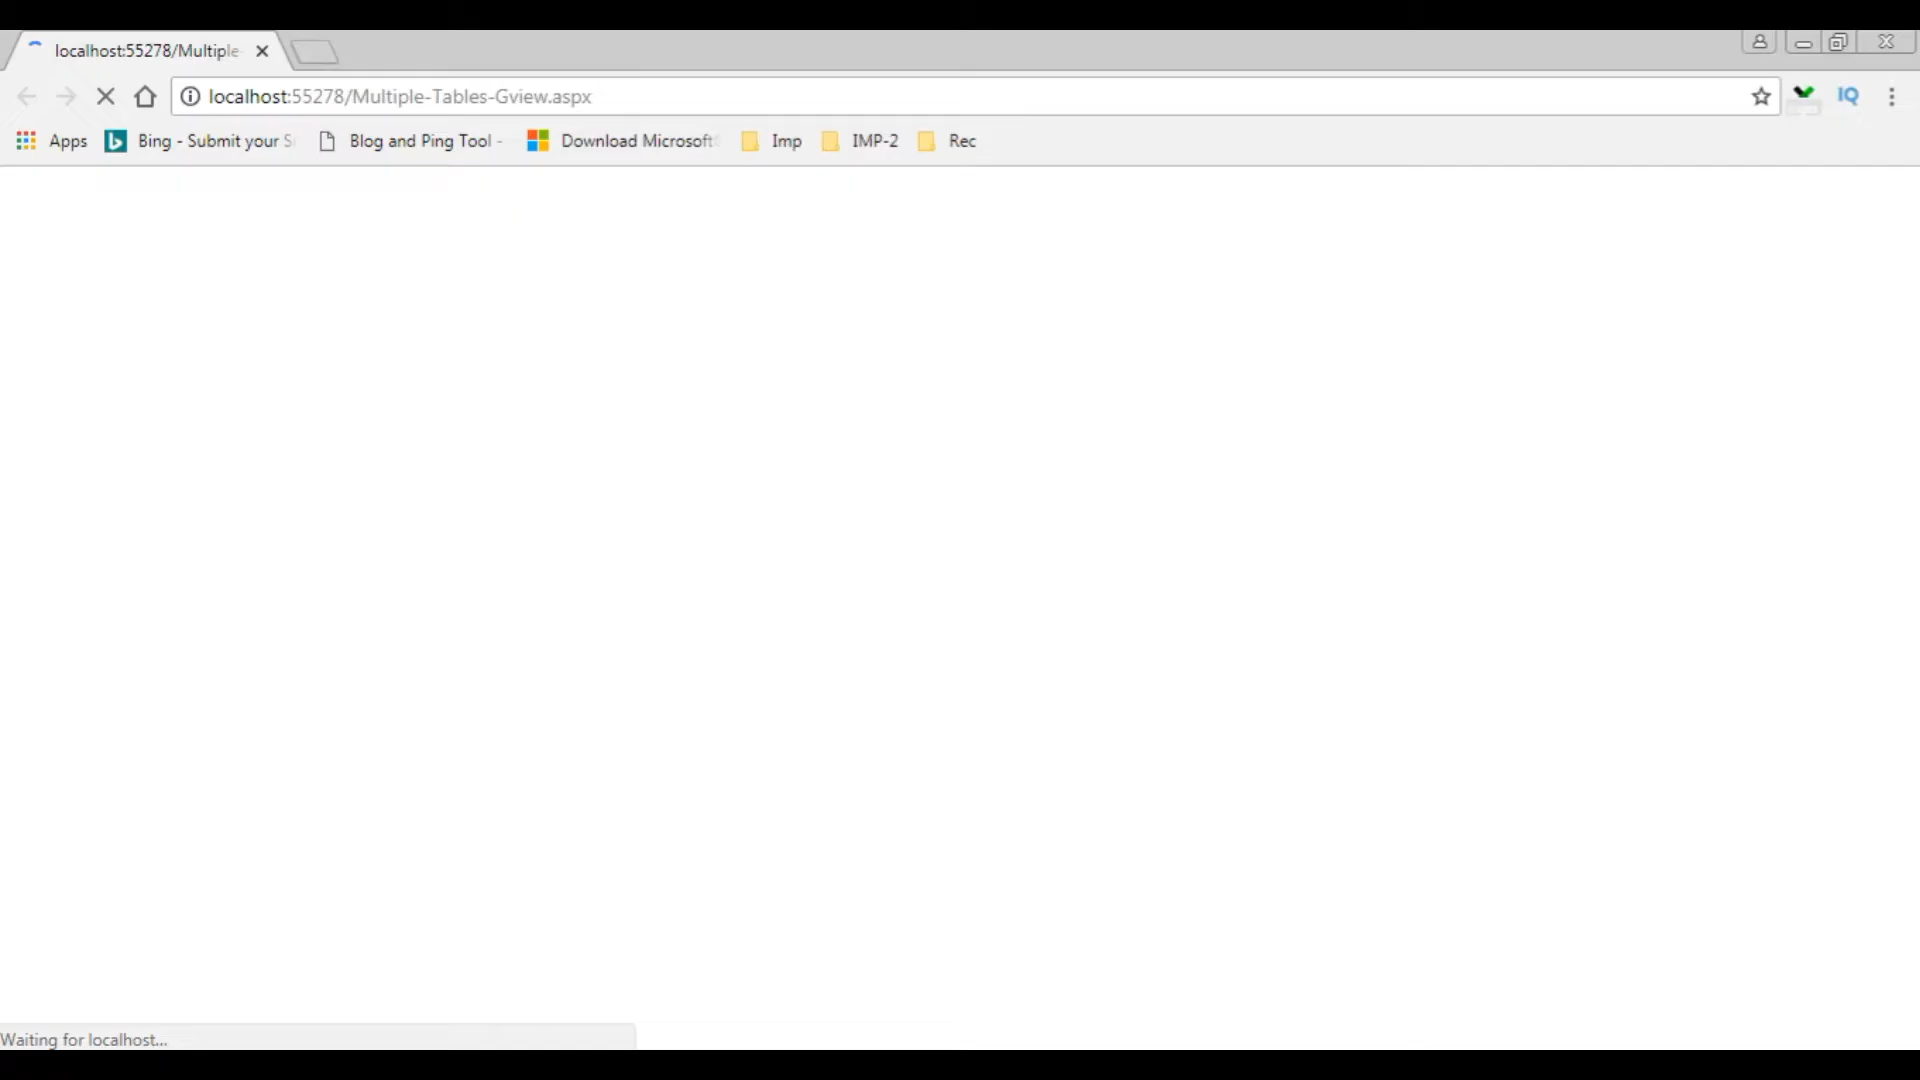 localhost:55278/Multiple-
localhost:55278/Multiple-Tables-Gview.aspx
IQ
Apps
Bing - Submit your S
Blog and Ping Tool -
Download Microsoft
Imp
IMP-2
Rec
Waiting for localhost...